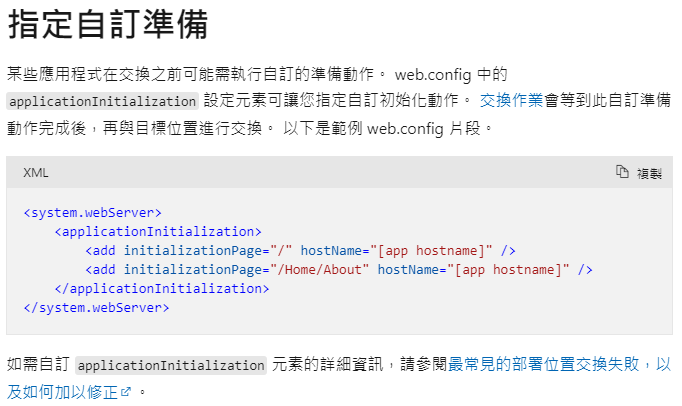 指定自訂準備
某些應用程式在交換之前可能需執行自訂的準備動作。 web.config 中的
applicationInitialization 設定元素可讓您指定自訂初始化動作。 交換作業會等到此自訂準備
動作完成後，再與目標位置進行交換。 以下是範例 web.config 片段。
XML 複製
<system.webServer>
    <applicationInitialization>
        <add initializationPage="/" hostName="[app hostname]" />
        <add initializationPage="/Home/About" hostName="[app hostname]" />
    </applicationInitialization>
</system.webServer>
如需自訂 applicationInitialization 元素的詳細資訊，請參閱最常見的部署位置交換失敗，以
及如何加以修正 。